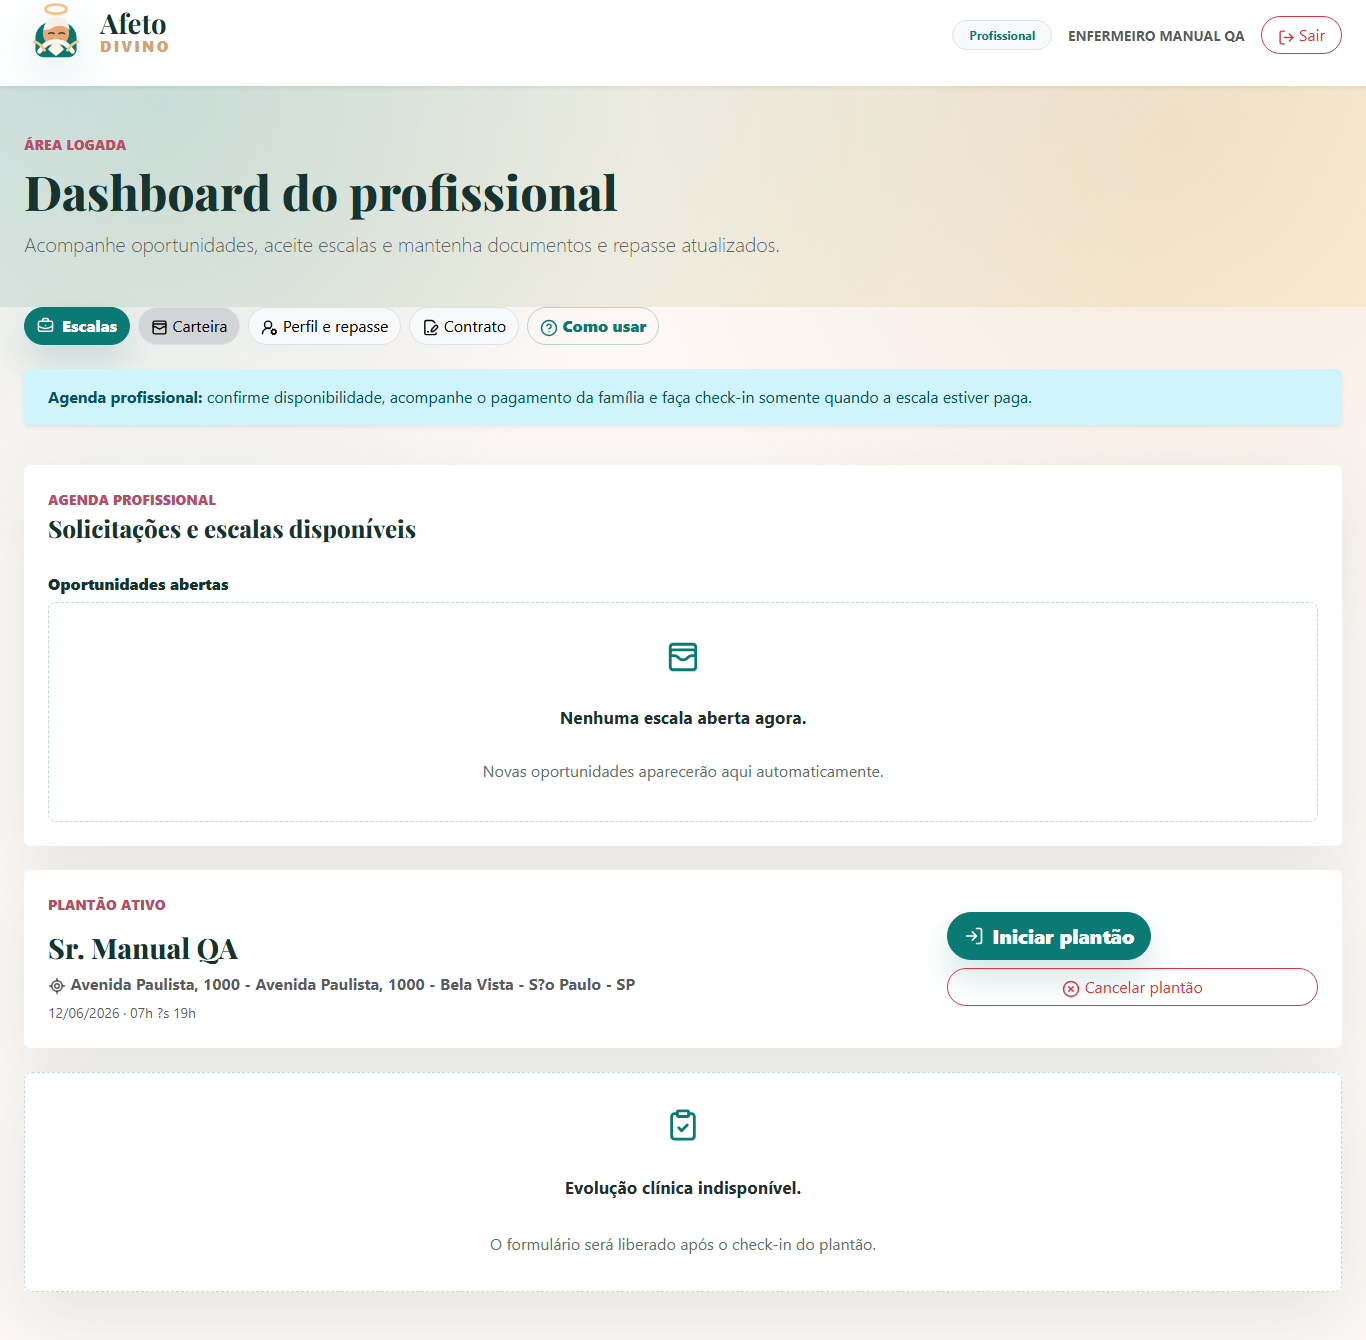 Afeto
DIVINO
Profissional
ENFERMEIRO MANUAL QA
Sair
ÁREA LOGADA
Dashboard do profissional
Acompanhe oportunidades, aceite escalas e mantenha documentos e repasse atualizados.
Escalas
Carteira
Perfil e repasse
Contrato
Como usar
Agenda profissional: confirme disponibilidade, acompanhe o pagamento da família e faça check-in somente quando a escala estiver paga.
AGENDA PROFISSIONAL
Solicitações e escalas disponíveis
Oportunidades abertas
Nenhuma escala aberta agora.
Novas oportunidades aparecerão aqui automaticamente.
PLANTÃO ATIVO
Sr. Manual QA
Avenida Paulista, 1000 - Avenida Paulista, 1000 - Bela Vista - S?o Paulo - SP
12/06/2026 · 07h ?s 19h
Iniciar plantão
Cancelar plantão
Evolução clínica indisponível.
O formulário será liberado após o check-in do plantão.